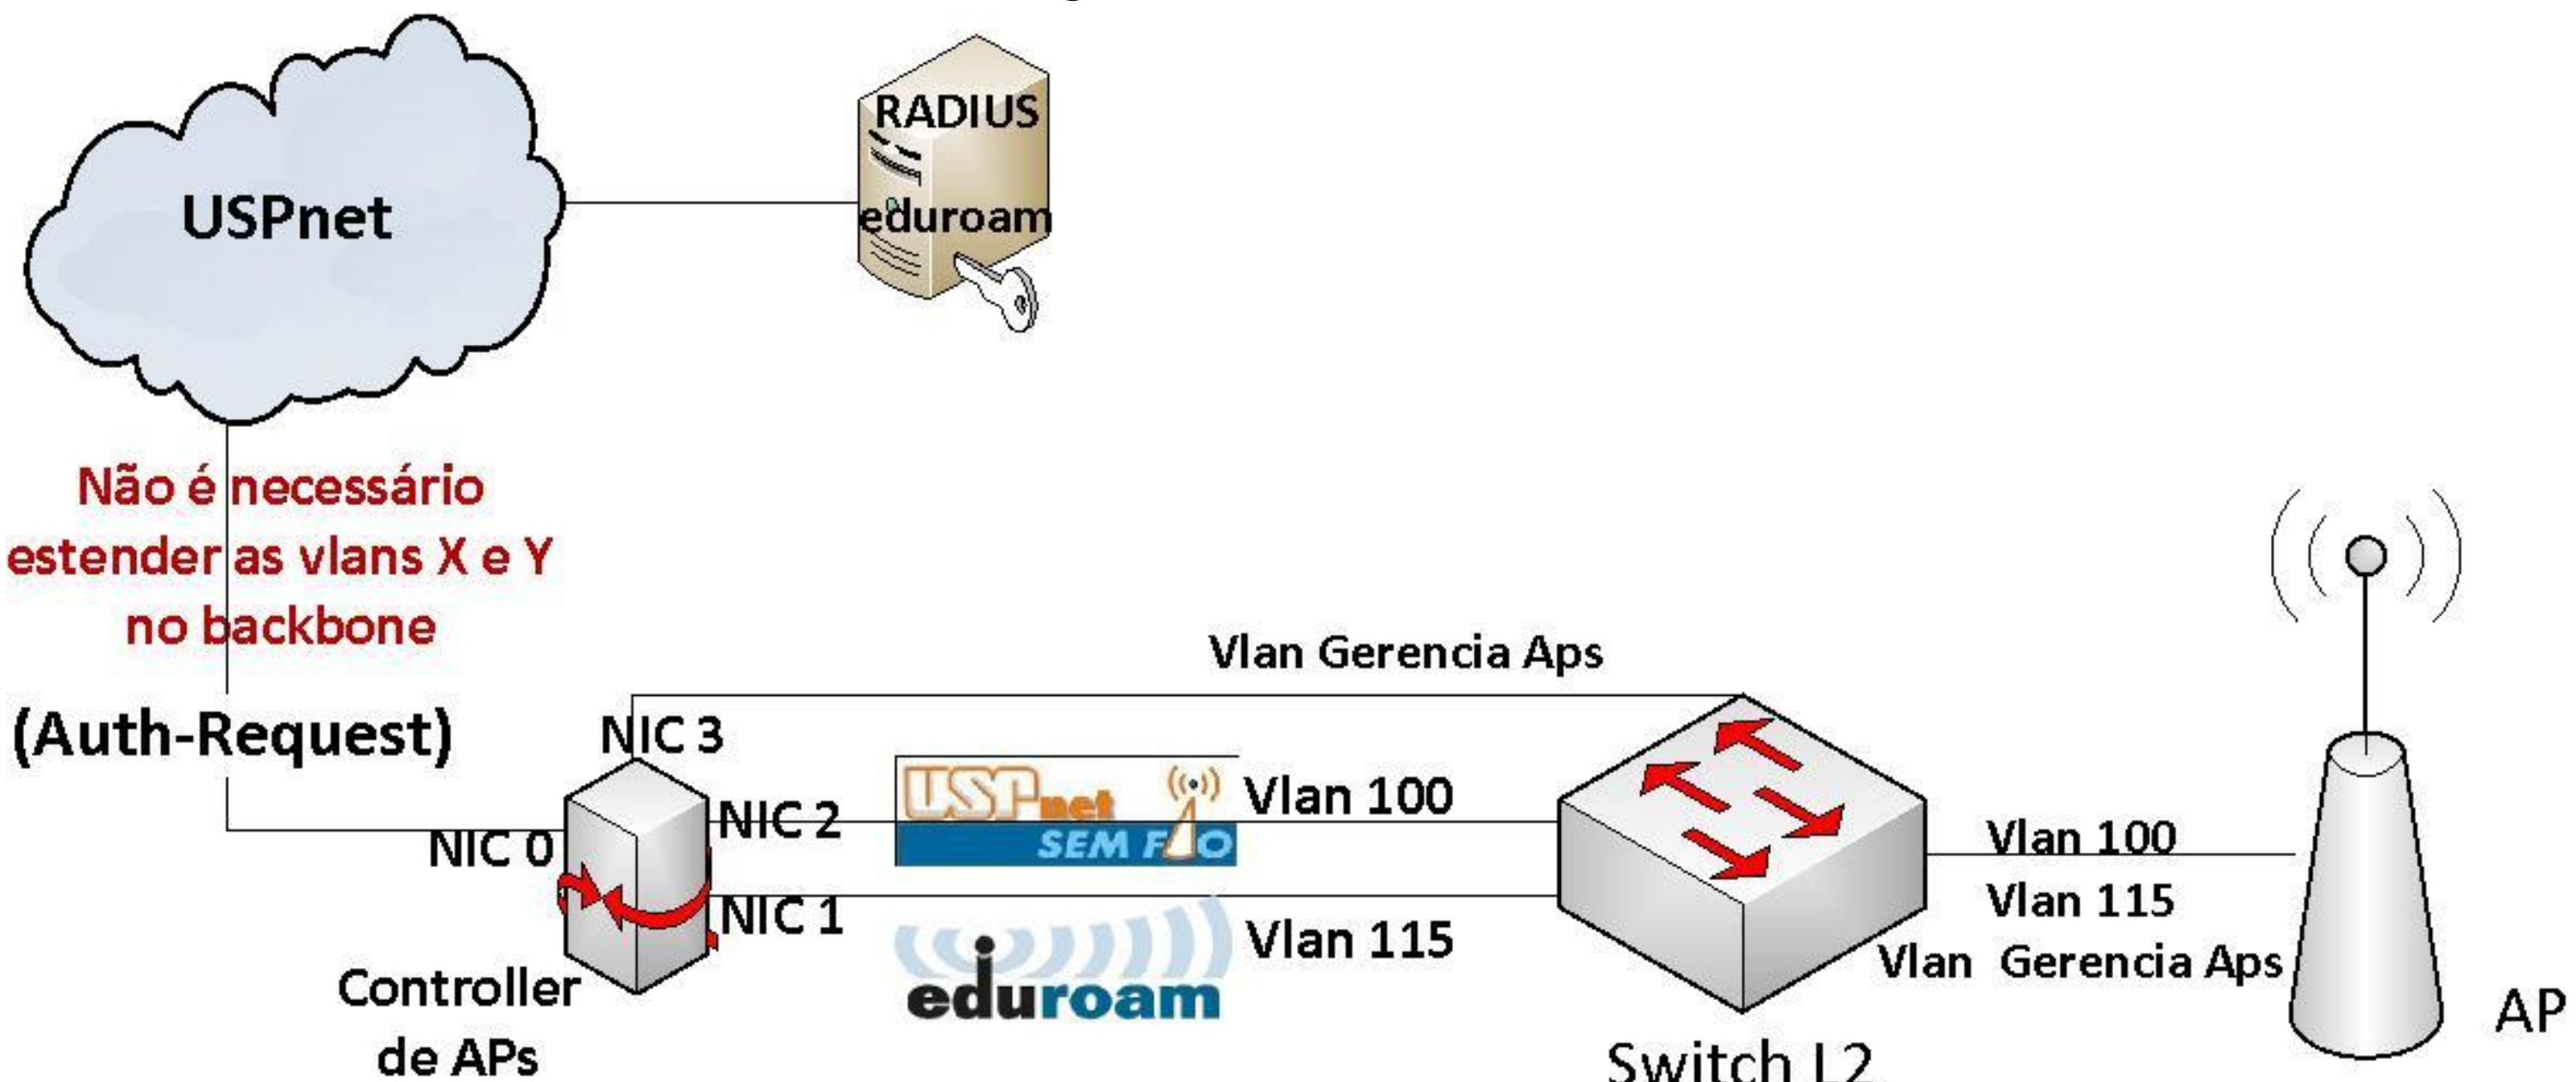 RADIUS
eduroam
USPnet
Não é necessário
estender as vlans X e Y
no backbone
(Auth-Request)
Vlan Gerencia Aps
NIC 3
NIC 2
NIC 0
NIC 1
USPnet
SEM FIO
Vlan 100
eduroam
Vlan 115
Vlan 100
Vlan 115
Vlan Gerencia Aps
Controller
de APs
Switch L2
AP